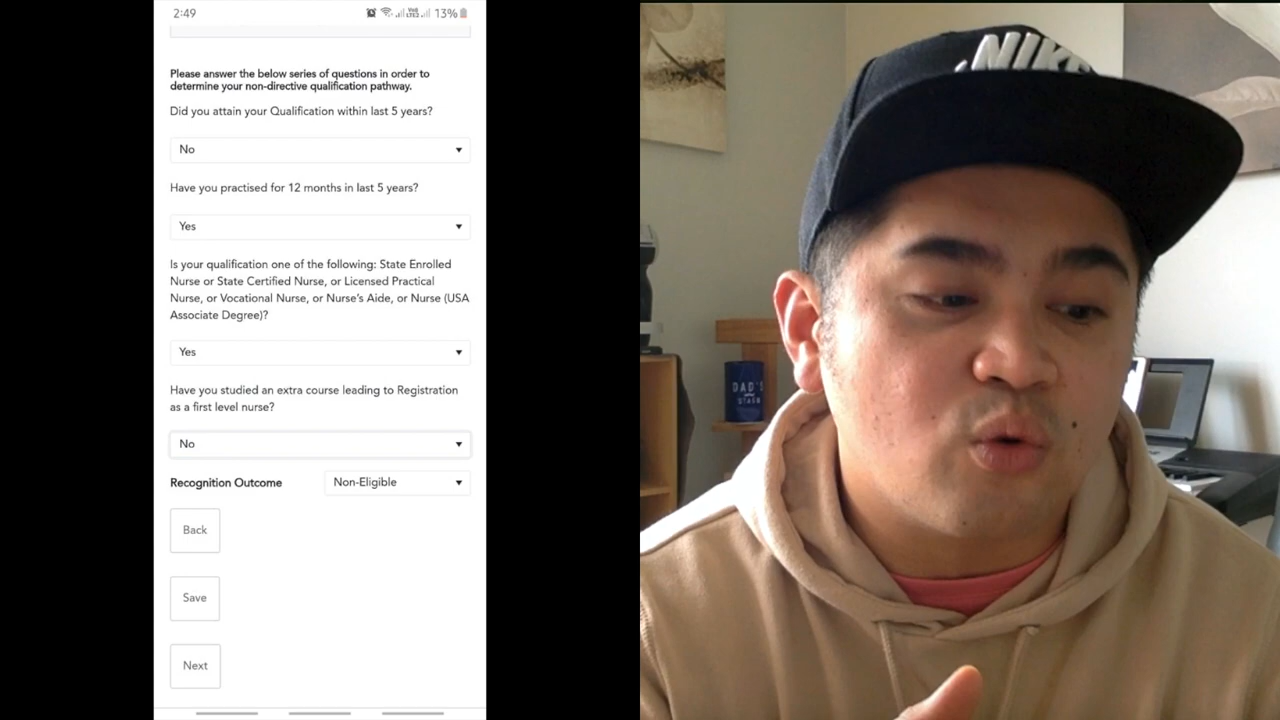 2:49
Vo)) LTE2
13%
Please answer the below series of questions in order to
determine your non-directive qualification pathway.
Did you attain your Qualification within last 5 years?
No
Have you practised for 12 months in last 5 years?
Yes
Is your qualification one of the following: State Enrolled
Nurse or State Certified Nurse, or Licensed Practical
Nurse, or Vocational Nurse, or Nurse's Aide, or Nurse (USA
Associate Degree)?
Yes
Have you studied an extra course leading to Registration
as a first level nurse?
No
Recognition Outcome
Non-Eligible
Back
Save
Next
NIKE
DAD'S